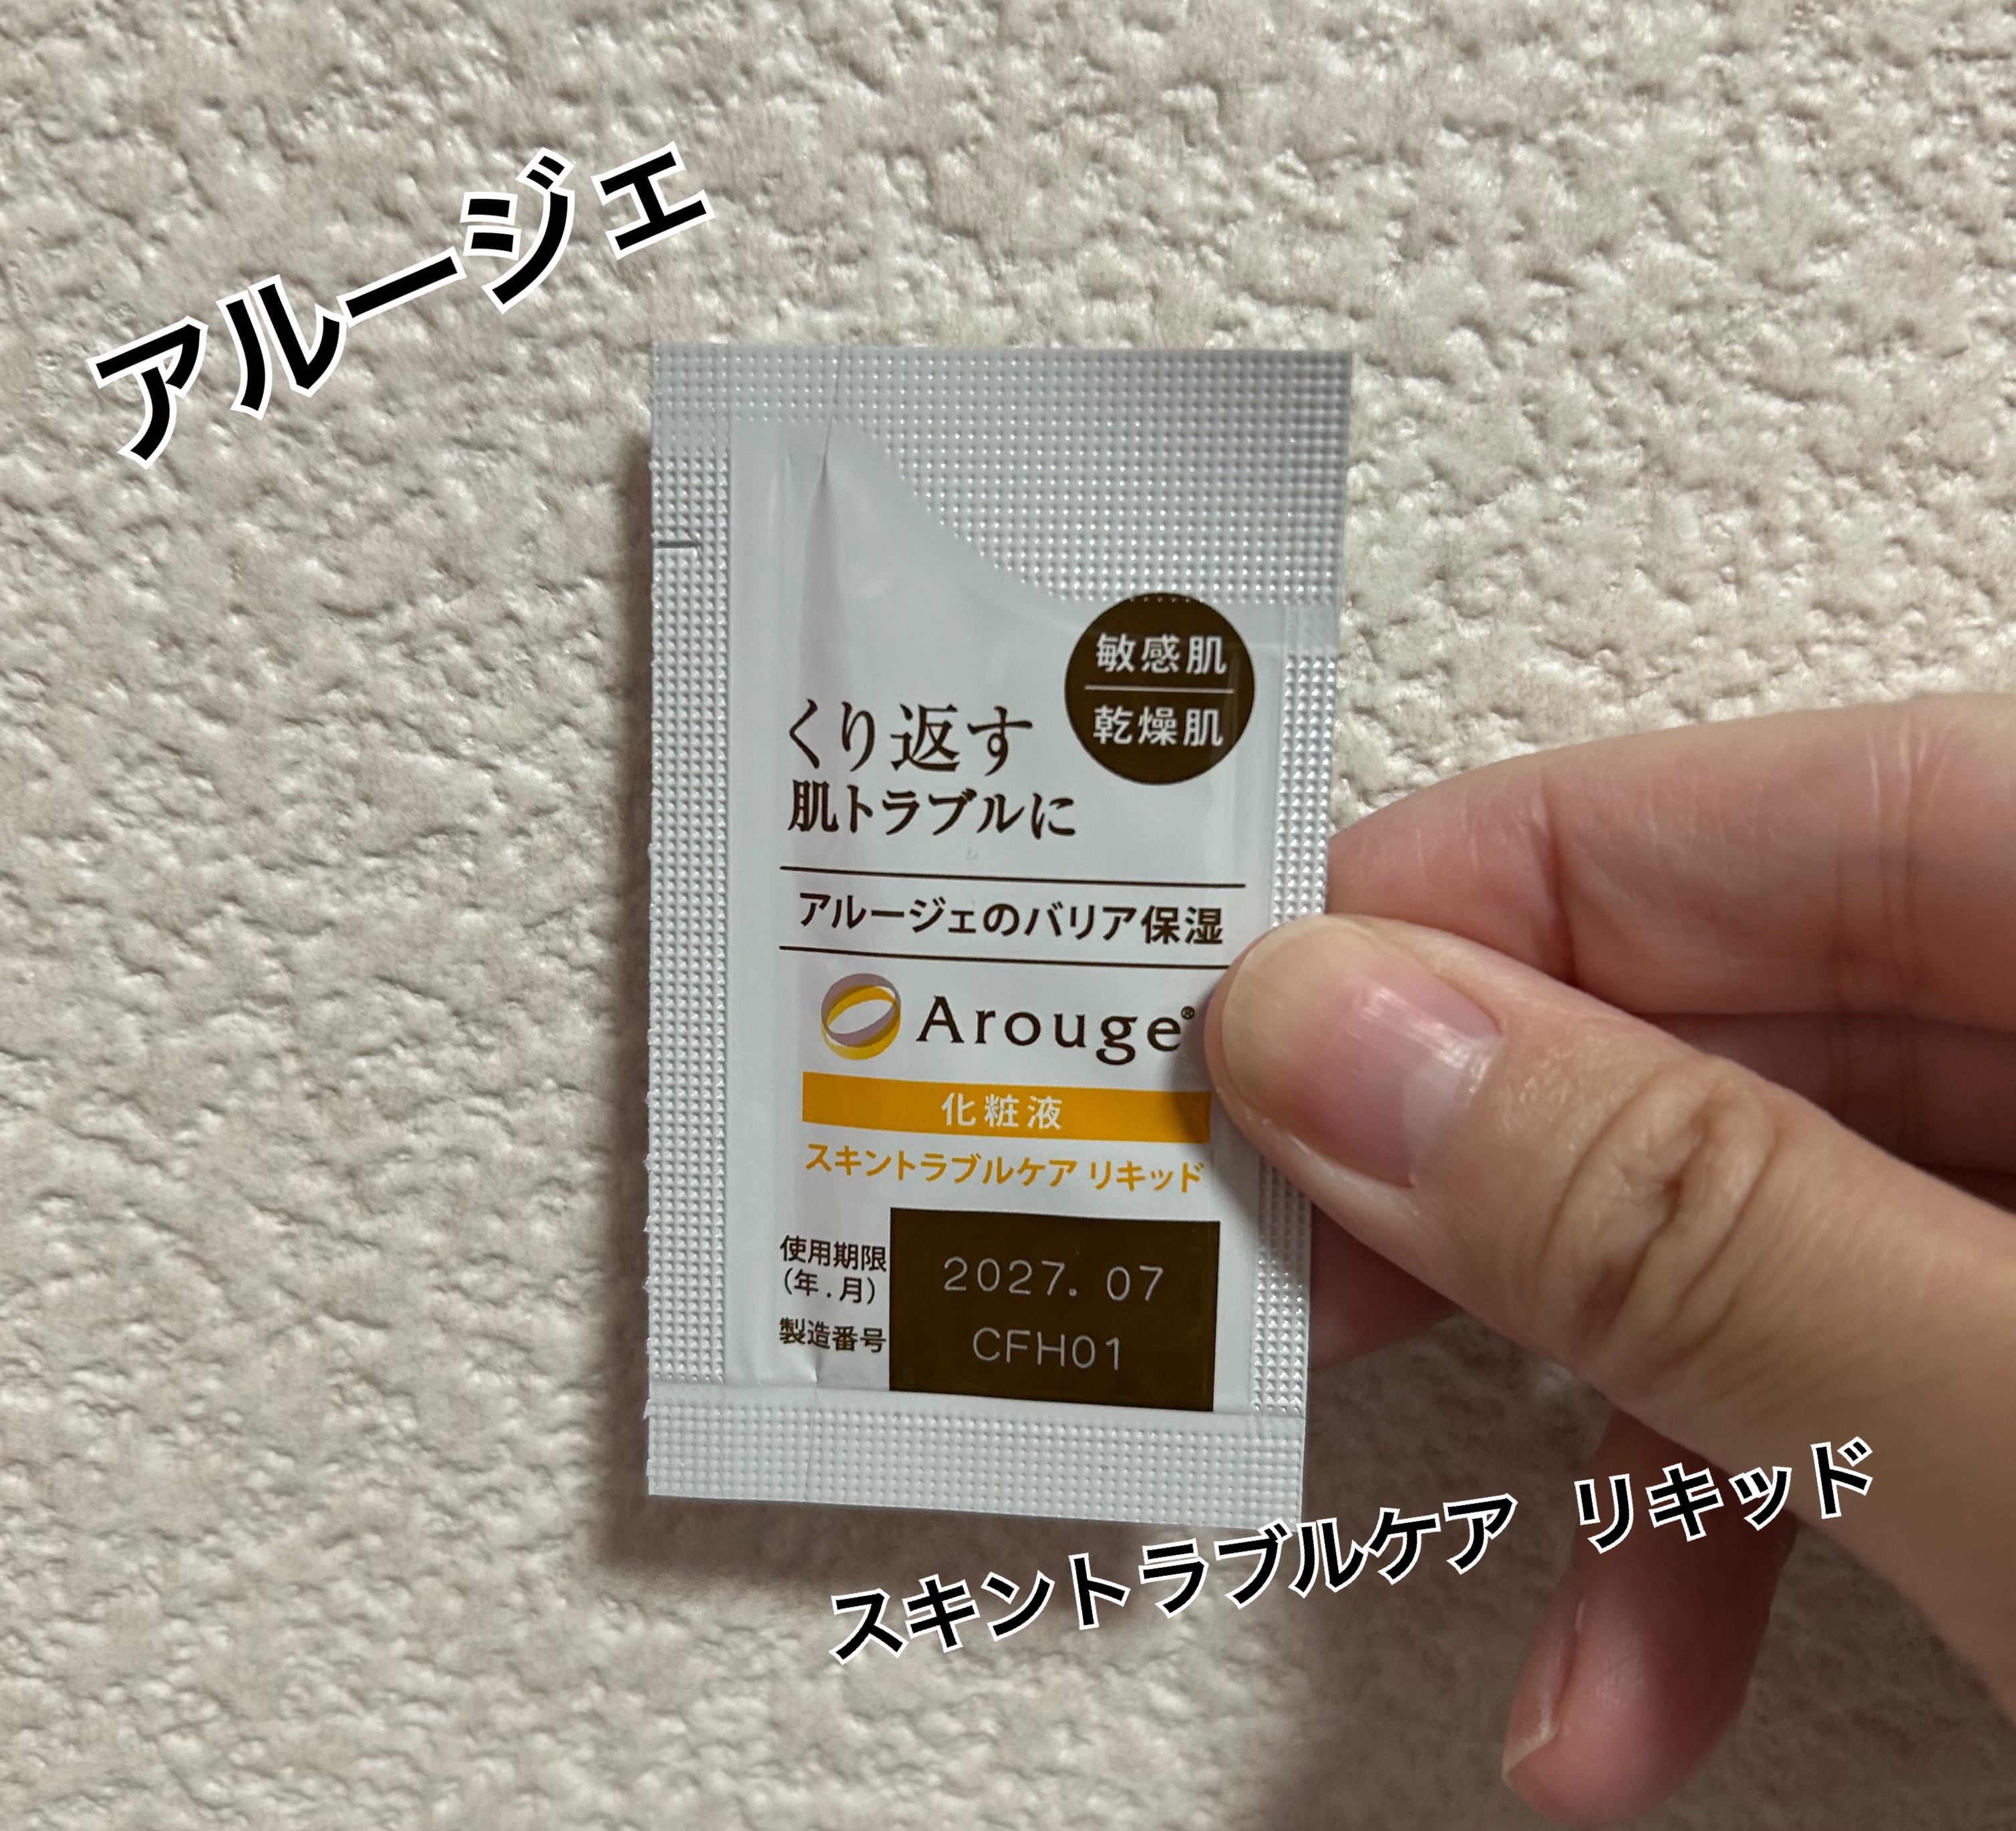 アルージェ
敏感肌
乾燥肌
くり返す
肌トラブルに
アルージェのバリア保湿
Arouge®
化粧液
スキントラブルケア リキッド
使用期限
(年.月)
2027.07
製造番号
CFH01
スキントラブルケア リキッド